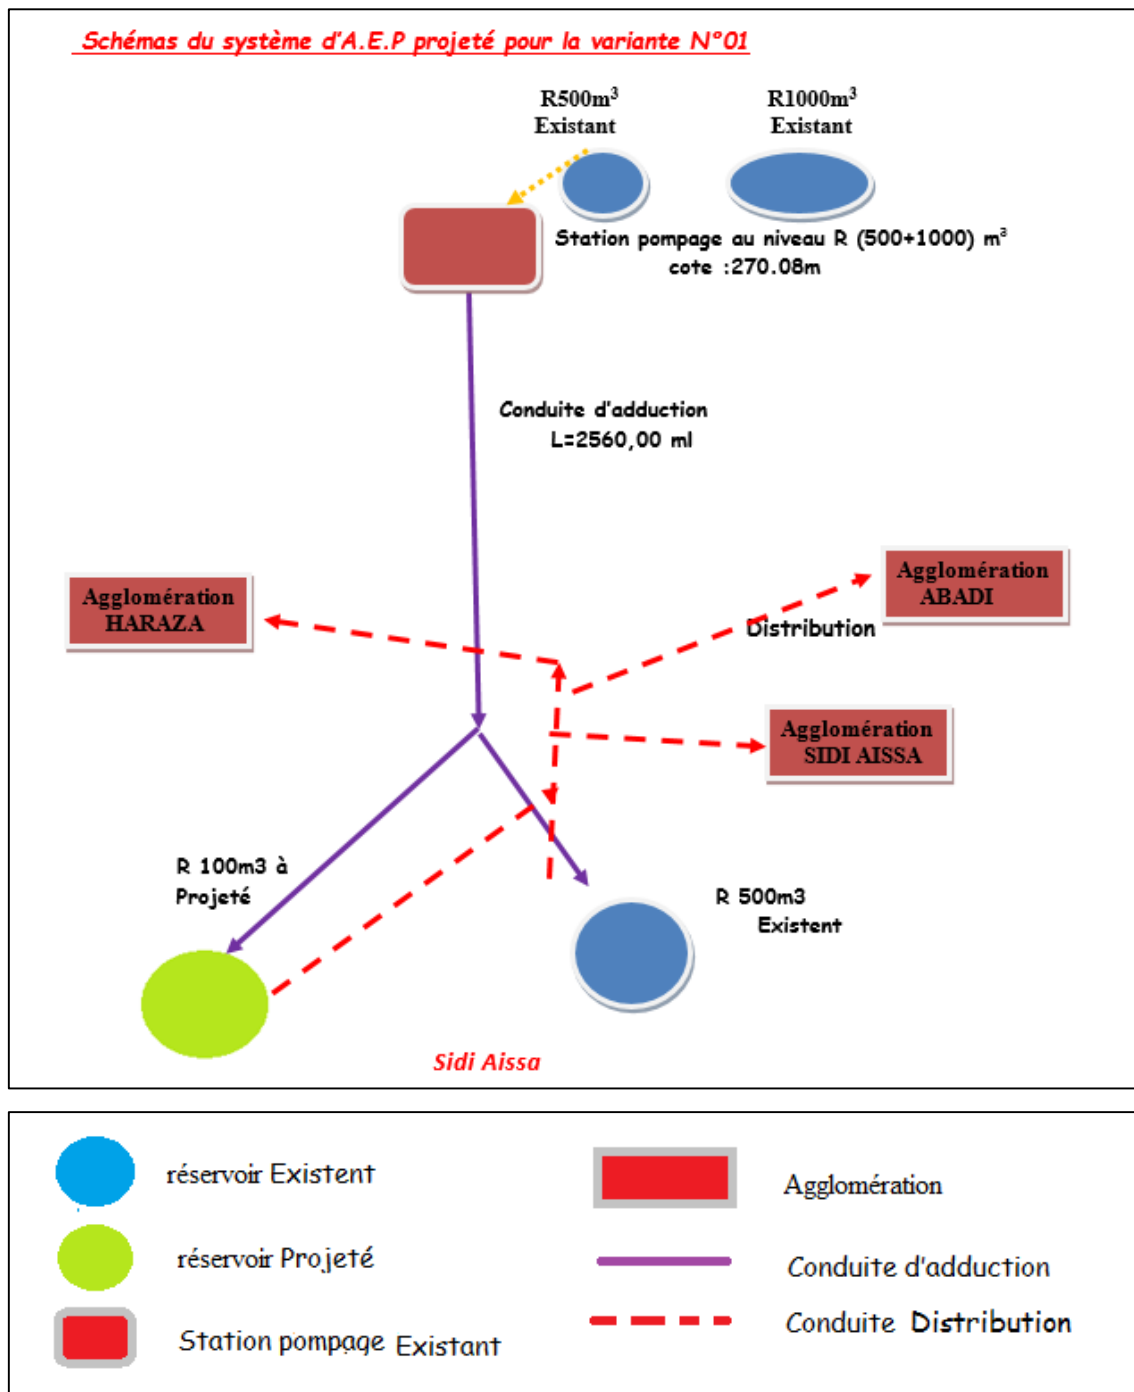 Schémas du système d'A.E.P projeté pour la variante N°01
R500m³
Existant
R1000m³
Existant
Station pompage au niveau R (500+1000) m³
cote :270.08m
Conduite d'adduction
L=2560,00 ml
Agglomération
HARAZA
Agglomération
ABADI
Distribution
Agglomération
SIDI AISSA
R 100m3 à
Projeté
R 500m3
Existent
Sidi Aissa
réservoir Existent
Agglomération
réservoir Projeté
Conduite d'adduction
Station pompage Existant
Conduite Distribution